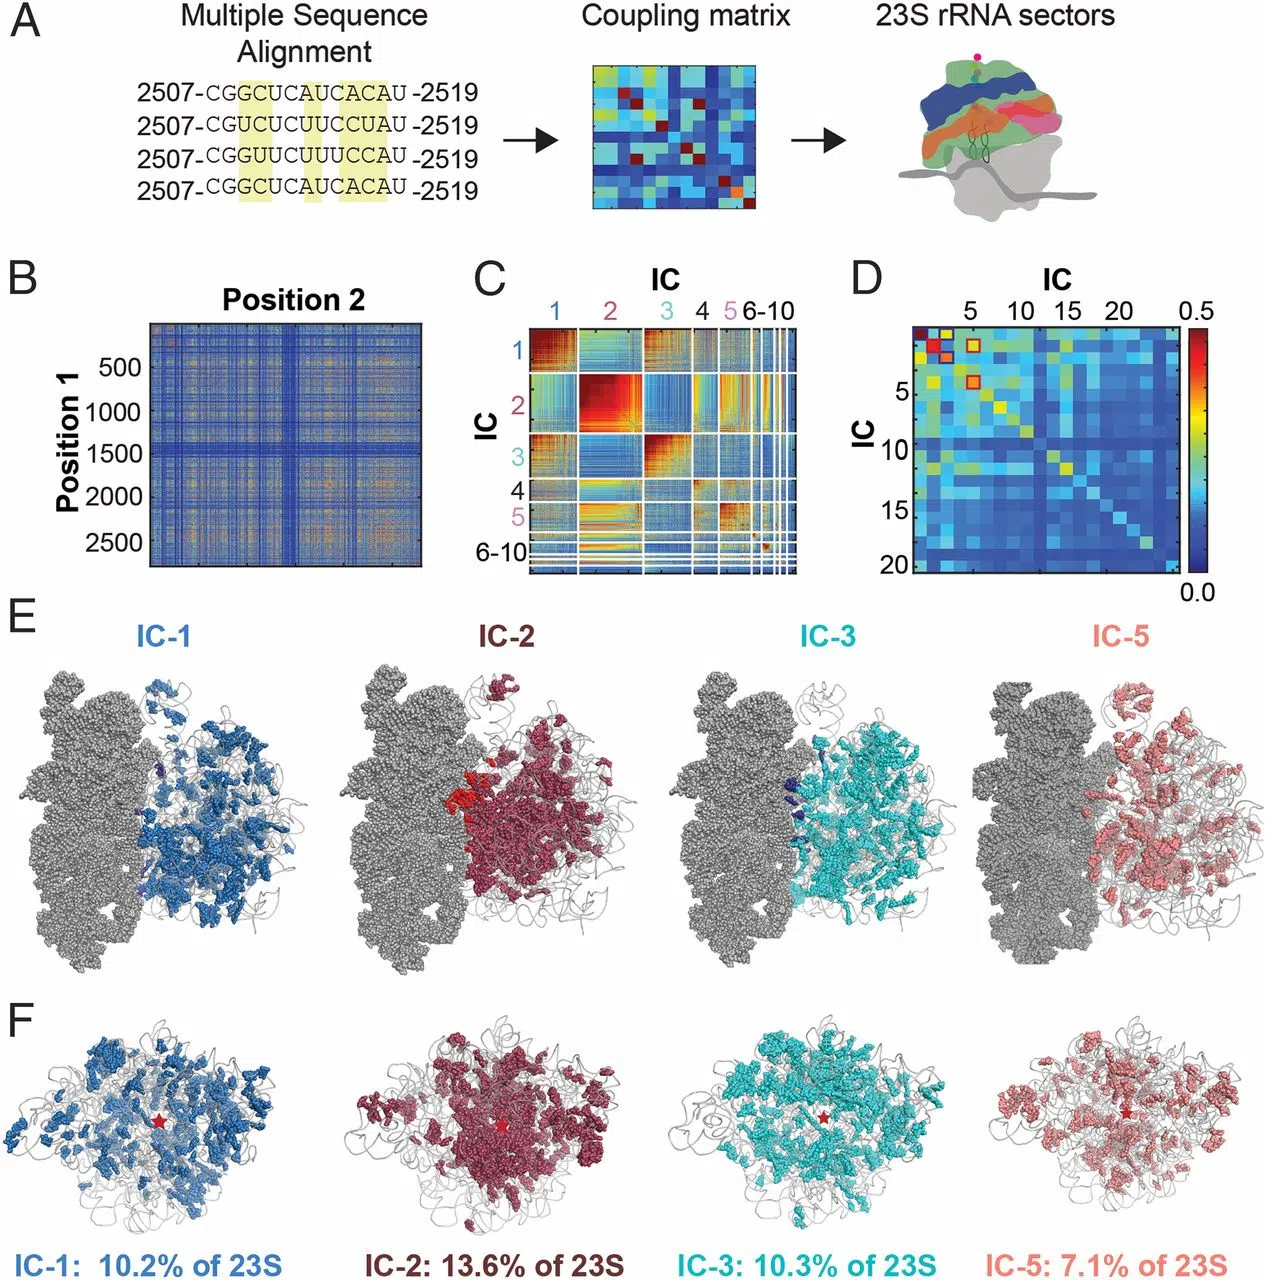 A
Multiple Sequence
Alignment
2507-CGGCUCAUCACAU-2519
2507-CGUCUCUUCCUAU-2519
2507-CGGUUCUUUCCAU-2519
2507-CGGCUCAUCACAU-2519
Coupling matrix
23S rRNA sectors
B
Position 2
Position 1
500
1000
1500
2000
2500
C
IC
1 2 3 4 5 6-10
IC
1
2
3
4
5
6-10
D
IC
5 10 15 20
IC
5
10
15
20
0.5
0.0
E
IC-1 IC-2 IC-3 IC-5
F
IC-1: 10.2% of 23S IC-2: 13.6% of 23S IC-3: 10.3% of 23S IC-5: 7.1% of 23S